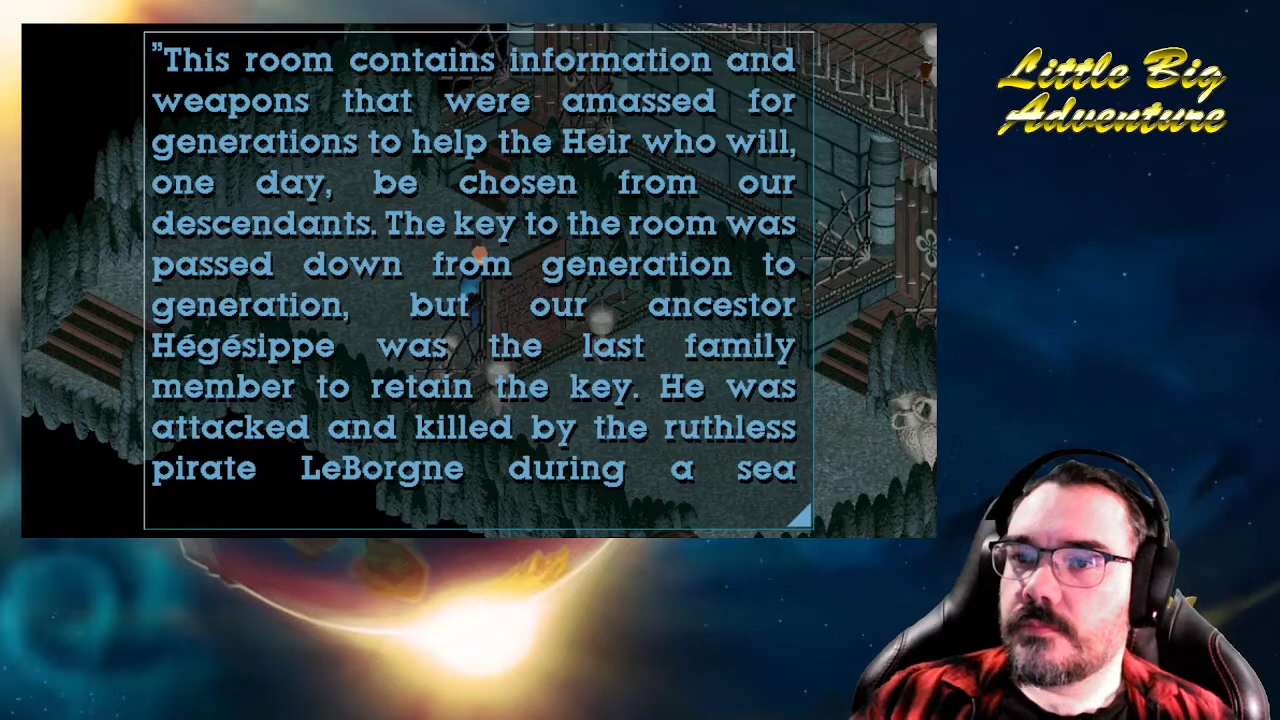 "This room contains information and
weapons that were amassed for
generations to help the Heir who will,
one day, be chosen from our
descendants. The key to the room was
passed down from generation to
generation, but our ancestor
Hégésippe was the last family
member to retain the key. He was
attacked and killed by the ruthless
pirate LeBorgne during a sea
Little Big
Adventure